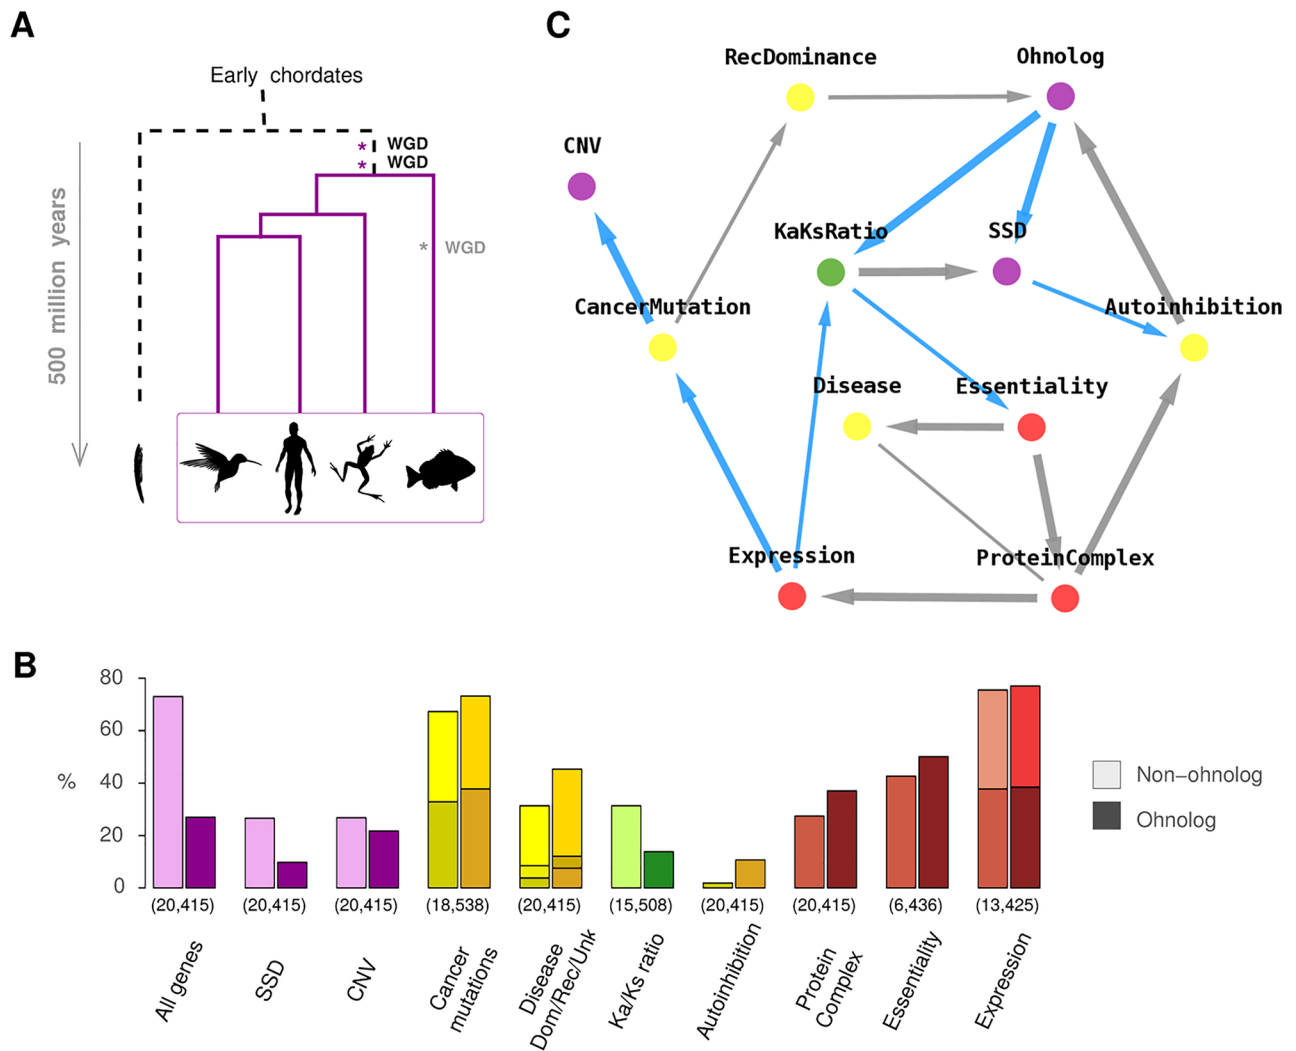 A
Early chordates
* WGD
* WGD
* WGD
500 million years
C
RecDominance
Ohnolog
CNV
KaKsRatio
SSD
CancerMutation
Autoinhibition
Disease
Essentiality
Expression
ProteinComplex
B
%
80
60
40
20
0
(20,415)
(20,415)
(20,415)
(18,538)
(20,415)
(15,508)
(20,415)
(20,415)
(6,436)
(13,425)
All genes
SSD
CNV
Cancer
mutations
Disease
Dom/Rec/Unk
Ka/Ks ratio
Autoinhibition
Protein
Complex
Essentiality
Expression
Non−ohnolog
Ohnolog